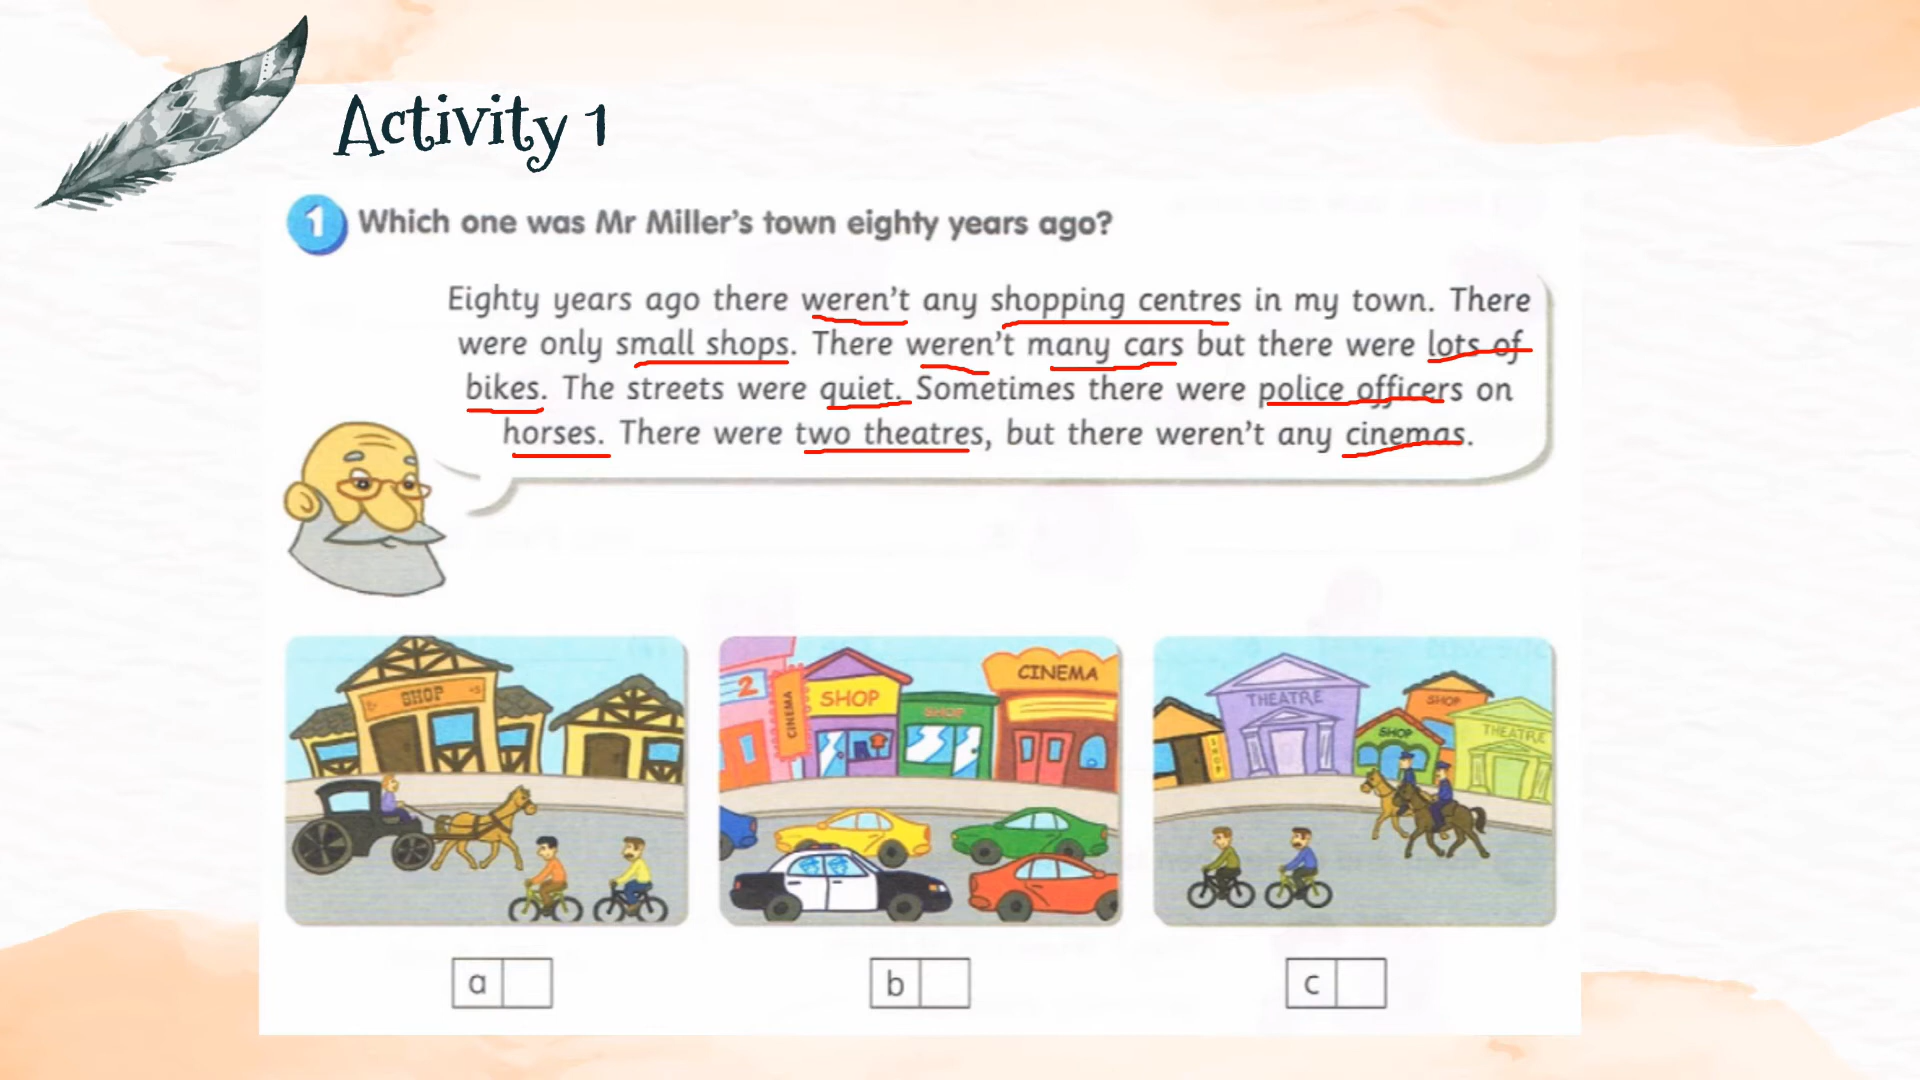 Activity 1
1 Which one was Mr Miller's town eighty years ago?
Eighty years ago there weren't any shopping centres in my town. There
were only small shops. There weren't many cars but there were lots of
bikes. The streets were quiet. Sometimes there were police officers on
horses. There were two theatres, but there weren't any cinemas.
SHOP
2
CINEMA
SHOP
SHOP
CINEMA
SHOP
THEATRE
SHOP
SHOP
THEATRE
a
b
c